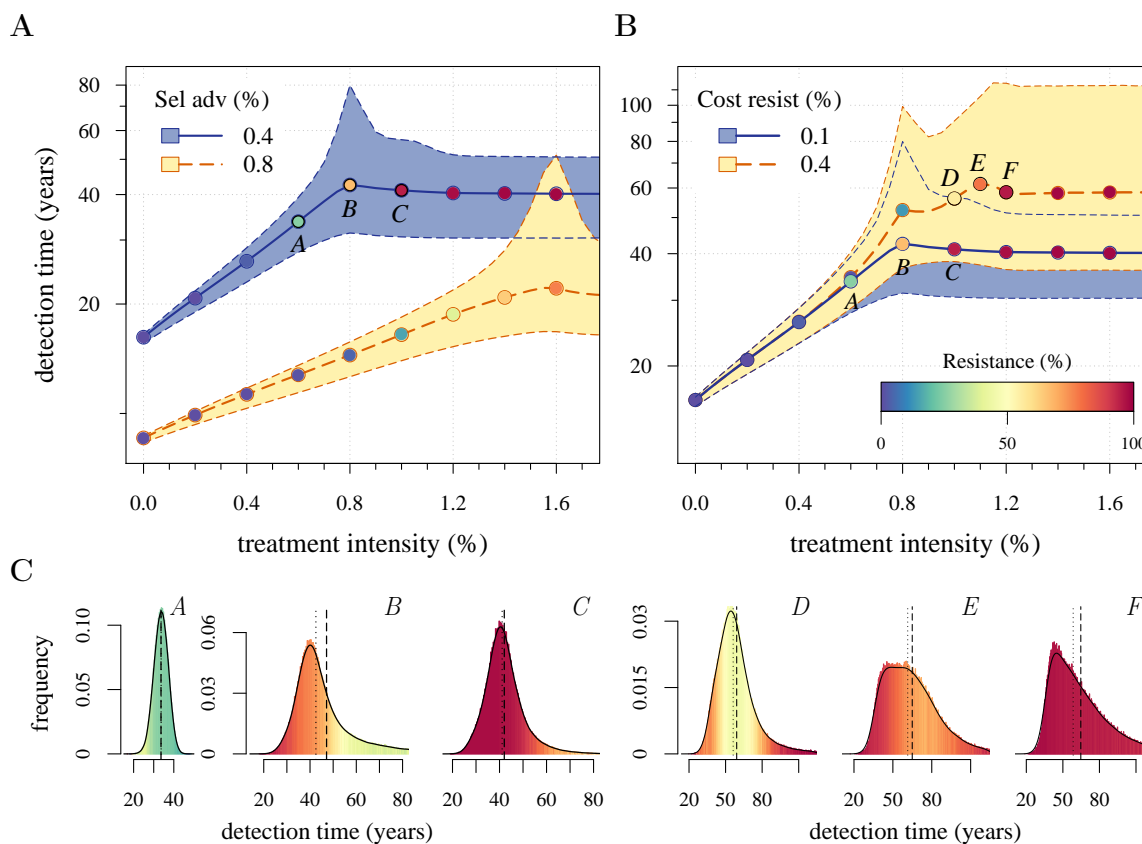 A
B
Sel adv (%)
0.4
0.8
80
60
40
20
detection time (years)
A
B
C
0.0
0.4
0.8
1.2
1.6
treatment intensity (%)
Cost resist (%)
0.1
0.4
100
80
60
40
20
A
B
C
D
E
F
Resistance (%)
0
50
100
0.0
0.4
0.8
1.2
1.6
treatment intensity (%)
C
frequency
A
0.10
0.05
0
20 40
B
0.06
0.03
0
20 40 60 80
C
20 40 60 80
detection time (years)
D
0.03
0.015
0
20 50 80
E
20 50 80
F
20 50 80
detection time (years)
detection time (years)